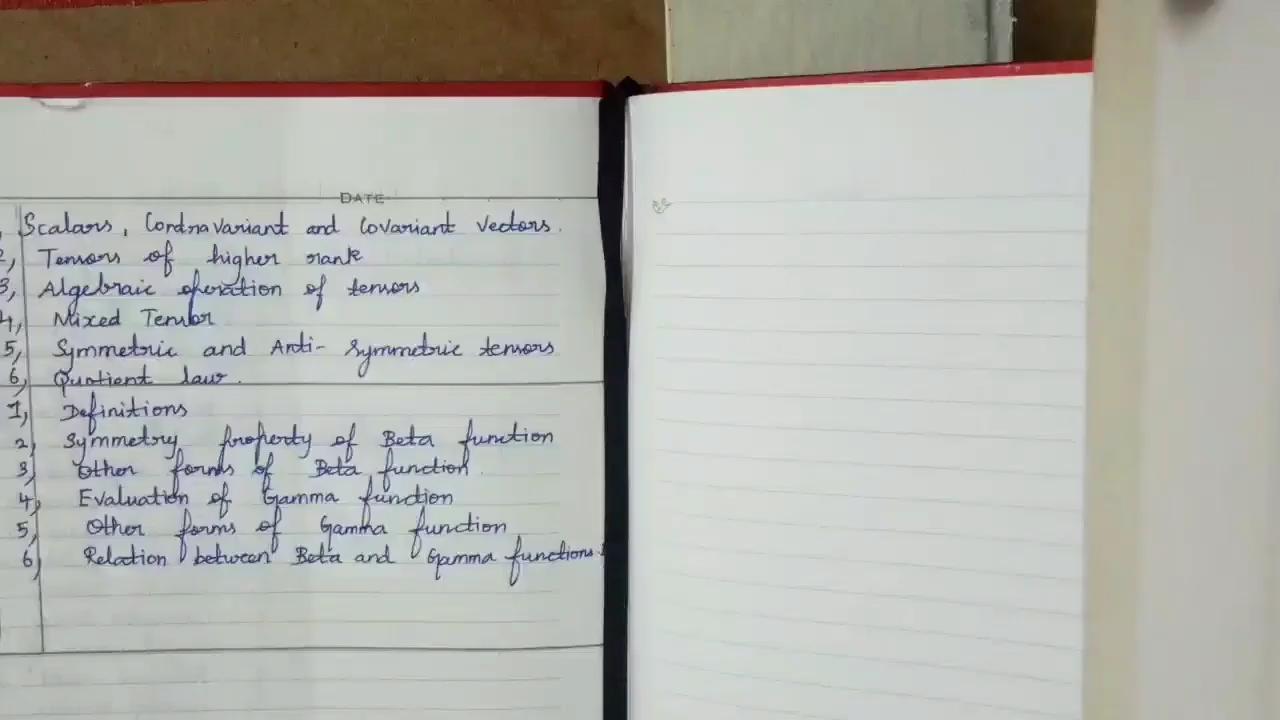 DATE
, Scalars, Contravariant and Covariant Vectors.
2, Tensors of higher rank
3, Algebraic operation of tensors
4, Mixed Tensor
5, Symmetric and Anti- Symmetric tensors
6, Quotient law.
1, Definitions
2, Symmetry property of Beta function
3, Other forms of Beta function.
4, Evaluation of Gamma function
5, Other forms of Gamma function
6, Relation between Beta and Gamma functions.